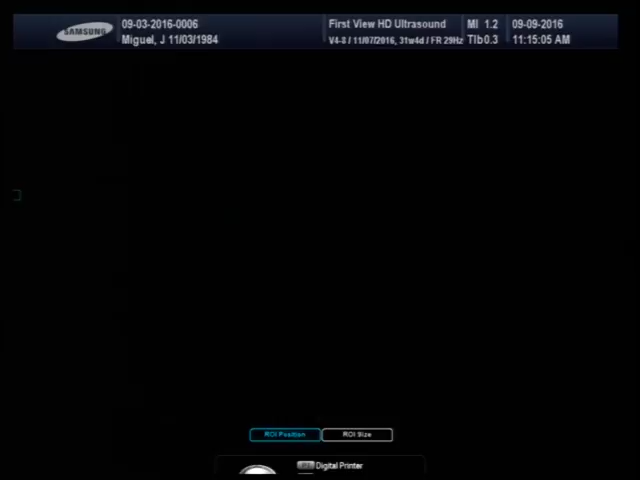 SAMSUNG
09-03-2016-0006
Miguel, J 11/03/1984
First View HD Ultrasound
V4-8 / 11/07/2016, 31w4d / FR 29Hz
MI 1.2
TIb 0.3
09-09-2016
11:15:05 AM
ROI Position
ROI Size
Digital Printer